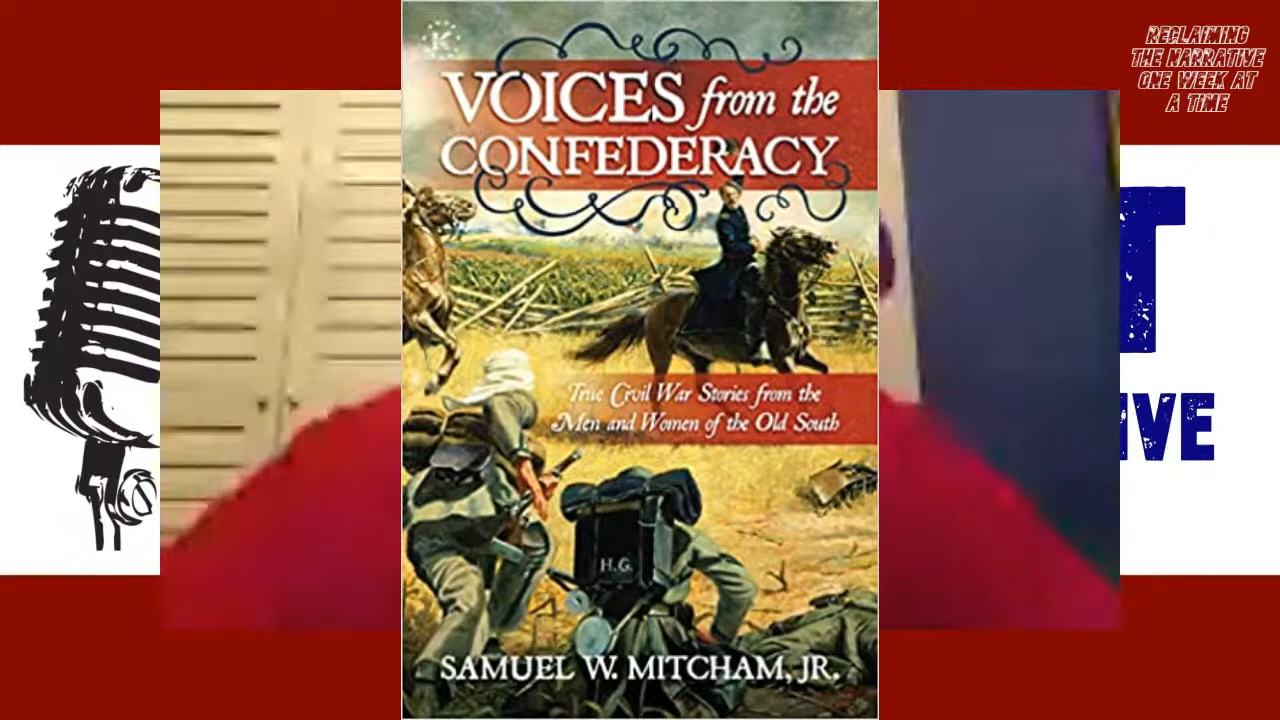 RECLAIMING
THE NARRATIVE
ONE WEEK AT
A TIME
K
VOICES from the
CONFEDERACY
True Civil War Stories from the
Men and Women of the Old South
H.G.
SAMUEL W. MITCHAM, JR.
T
IVE